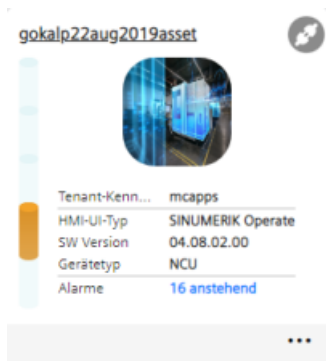 gokalp22aug2019asset
Tenant-Kenn... mcapps
HMI-UI-Typ SINUMERIK Operate
SW Version 04.08.02.00
Gerätetyp NCU
Alarme 16 anstehend
...